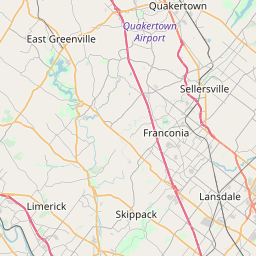 Quakertown
Quakertown
Airport
East Greenville
Sellersville
Franconia
Limerick
Lansdale
Skippack